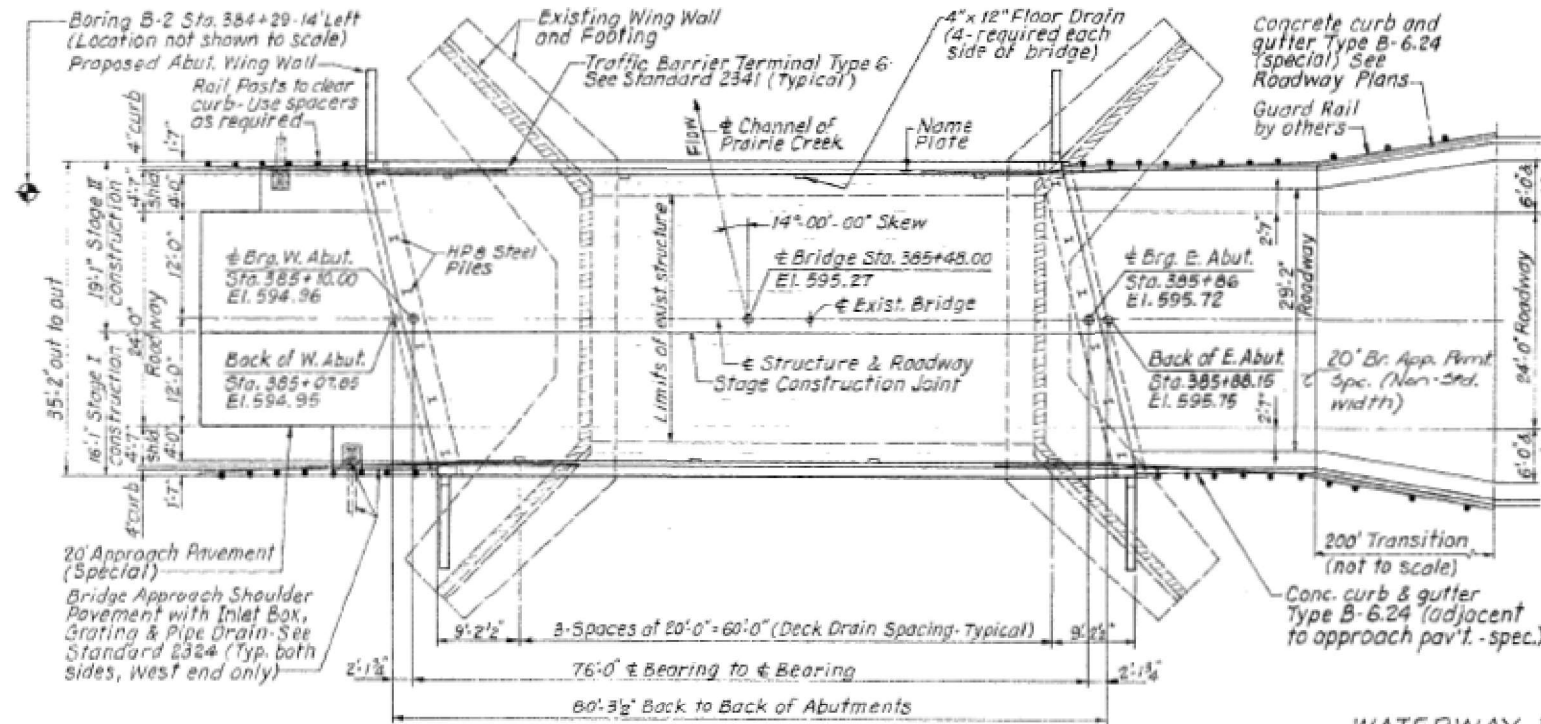 Boring B-2 Sta. 384+29-14' Left
(Location not shown to scale)
Proposed Abut. Wing Wall
Rail Posts to clear
curb-Use spacers
as required
Existing Wing Wall
and Footing
Traffic Barrier Terminal Type 6
See Standard 2341 (Typical)
4" x 12" Floor Drain
(4-required each
side of bridge)
Concrete curb and
gutter Type B-6.24
(special) See
Roadway Plans
Guard Rail
by others
Flow
℄ Channel of
Prairie Creek
Name
Plate
4" curb
1'-7"
4'-7"
Shld.
4'-0"
35'-2" out to out
19'-1" Stage II
construction
16'-1" Stage I
construction
24'-0"
Roadway
12'-0"
12'-0"
4'-7"
Shld.
4'-0"
4" curb
1'-7"
HP 8 Steel
Piles
℄ Brg. W. Abut.
Sta. 385+10.00
El. 594.96
Back of W. Abut.
Sta. 385+07.85
El. 594.95
Limits of exist structure
14°-00'-00" Skew
℄ Bridge Sta. 385+48.00
El. 595.27
℄ Exist. Bridge
℄ Structure & Roadway
Stage Construction Joint
℄ Brg. E. Abut.
Sta. 385+86
El. 595.72
Back of E. Abut.
Sta. 385+88.15
El. 595.75
2'-7"
29'-2"
Roadway
2'-7"
20' Br. App. Pvmt
Spc. (Non-Std.
width)
6'-0"±
24'-0" Roadway
6'-0"±
20' Approach Pavement
(Special)
Bridge Approach Shoulder
Pavement with Inlet Box,
Grating & Pipe Drain-See
Standard 2324 (Typ. both
sides, West end only)
200' Transition
(not to scale)
Conc. curb & gutter
Type B-6.24 (adjacent
to approach pav't. -spec.)
9'-2½"
3-Spaces at 20'-0" = 60'-0" (Deck Drain Spacing-Typical)
9'-2½"
2'-1¾"
76'-0" ℄ Bearing to ℄ Bearing
2'-1¾"
80'-3½" Back to Back of Abutments
WATERWAY